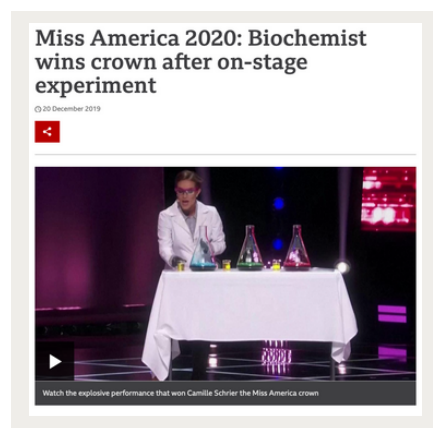 Miss America 2020: Biochemist
wins crown after on-stage
experiment
20 December 2019
Watch the explosive performance that won Camille Schrier the Miss America crown